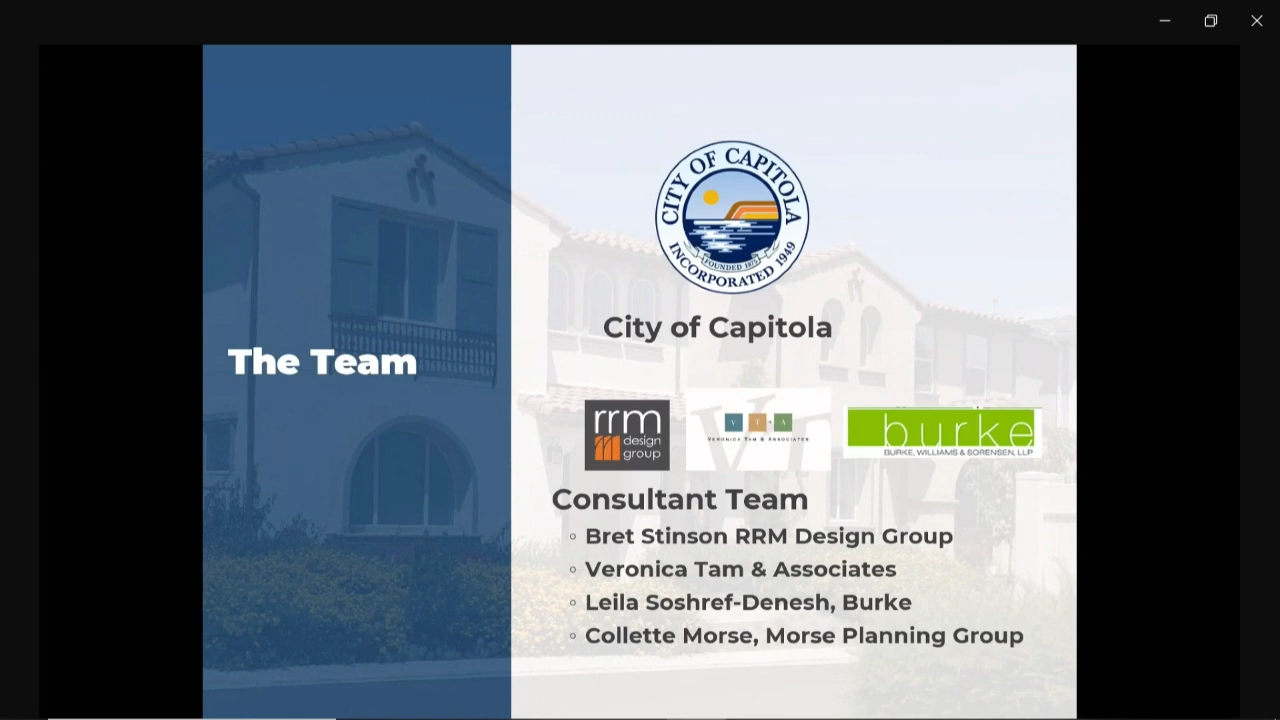 CITY OF CAPITOLA
FOUNDED 1875
INCORPORATED 1949
City of Capitola
The Team
rrm
design
group
V T A
VERONICA TAM & ASSOCIATES
burke
BURKE, WILLIAMS & SORENSEN, LLP
Consultant Team
Bret Stinson RRM Design Group
Veronica Tam & Associates
Leila Soshref-Denesh, Burke
Collette Morse, Morse Planning Group